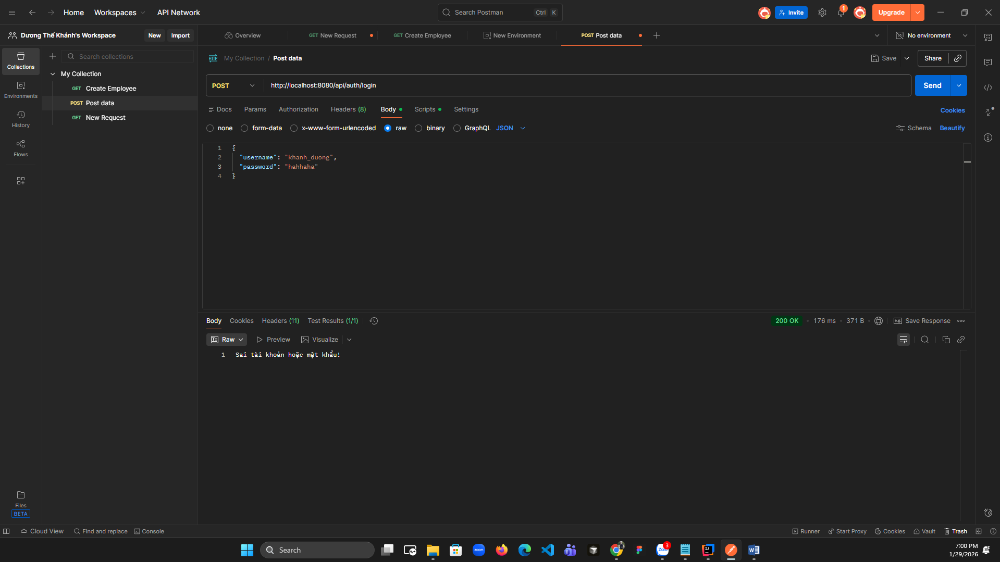 Home Workspaces API Network Search Postman Ctrl K Invite 1 Upgrade
Dương Thế Khánh's Workspace New Import Overview GET New Request GET Create Employee New Environment POST Post data No environment
Collections
Environments
History
Flows
Files
BETA
Search collections
My Collection
GET Create Employee
POST Post data
GET New Request
HTTP My Collection / Post data Save Share
POST http://localhost:8080/api/auth/login Send
Docs Params Authorization Headers (8) Body Scripts Settings Cookies
none form-data x-www-form-urlencoded raw binary GraphQL JSON Schema Beautify
1 {
2 "username": "khanh_duong",
3 "password": "hahhaha"
4 }
Body Cookies Headers (11) Test Results (1/1) 200 OK 176 ms 371 B e.g. Save Response
Raw Preview Visualize
1 Sai tài khoản hoặc mật khẩu!
Cloud View Find and replace Console Runner Start Proxy Cookies Vault Trash
Search zoom Zalo 3 7:00 PM
1/29/2026